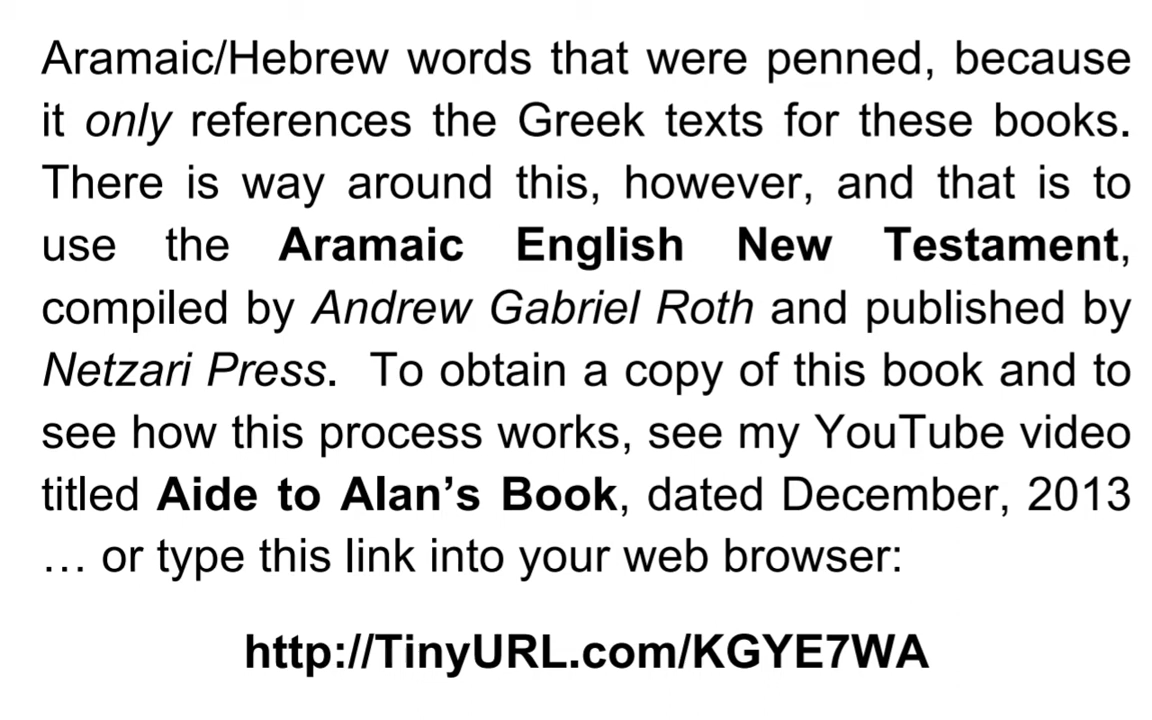 Aramaic/Hebrew words that were penned, because
it only references the Greek texts for these books.
There is way around this, however, and that is to
use the Aramaic English New Testament,
compiled by Andrew Gabriel Roth and published by
Netzari Press. To obtain a copy of this book and to
see how this process works, see my YouTube video
titled Aide to Alan’s Book, dated December, 2013
… or type this link into your web browser:
http://TinyURL.com/KGYE7WA